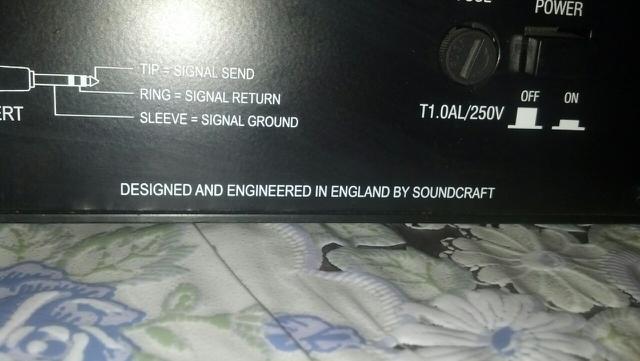 POWER
TIP = SIGNAL SEND
RING = SIGNAL RETURN
SLEEVE = SIGNAL GROUND
T1.0AL/250V
OFF
ON
DESIGNED AND ENGINEERED IN ENGLAND BY SOUNDCRAFT